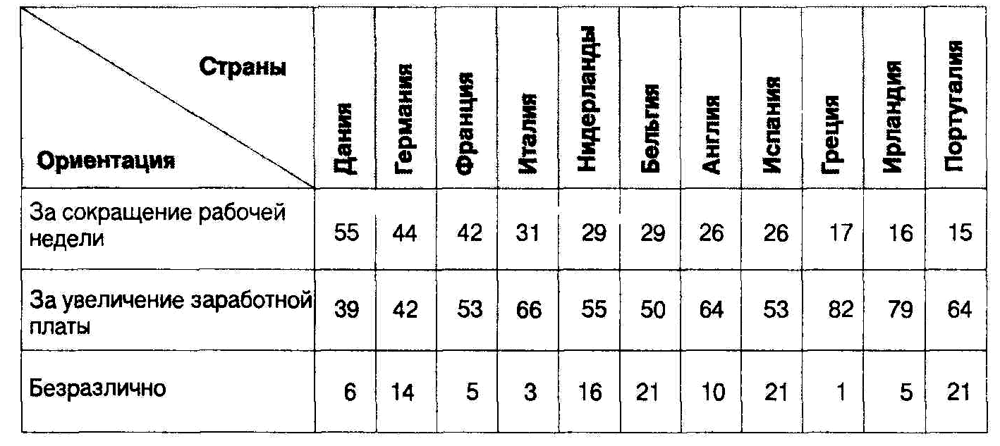 Страны
Ориентация
Дания
Германия
Франция
Италия
Нидерланды
Бельгия
Англия
Испания
Греция
Ирландия
Португалия
За сокращение рабочей
недели
55 44 42 31 29 29 26 26 17 16 15
За увеличение заработной
платы
39 42 53 66 55 50 64 53 82 79 64
Безразлично 6 14 5 3 16 21 10 21 1 5 21